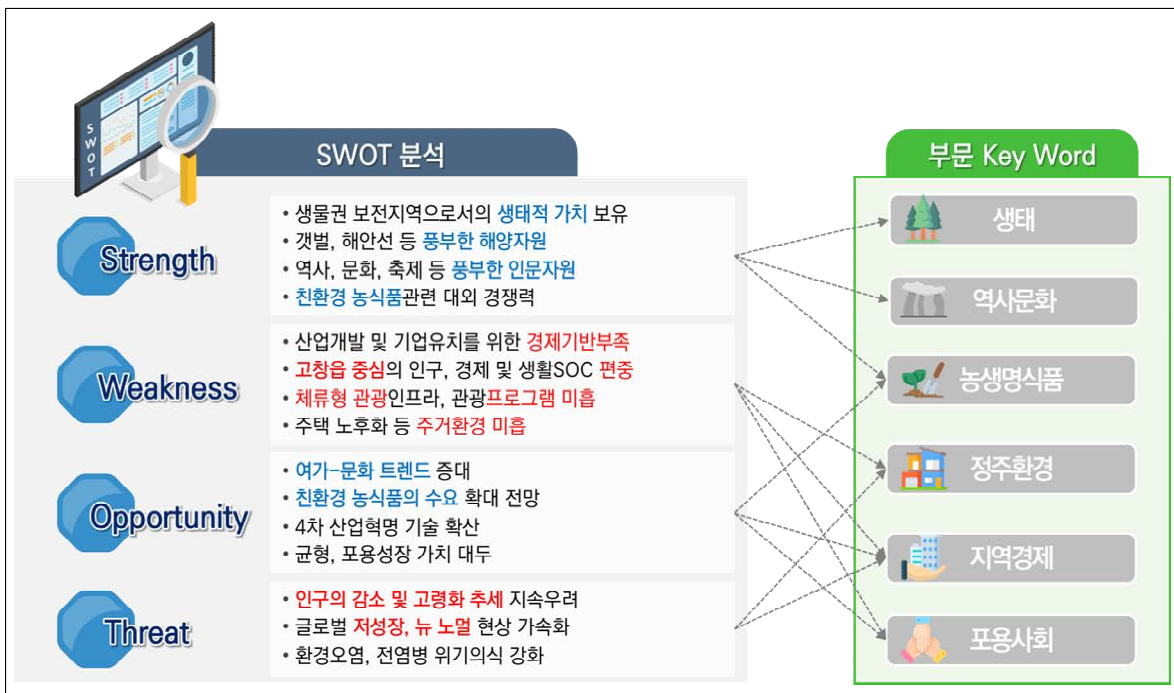 SWOT
SWOT 분석
부문 Key Word
Strength
• 생물권 보전지역으로서의 생태적 가치 보유
• 갯벌, 해안선 등 풍부한 해양자원
• 역사, 문화, 축제 등 풍부한 인문자원
• 친환경 농식품관련 대외 경쟁력
Weakness
• 산업개발 및 기업유치를 위한 경제기반부족
• 고창읍 중심의 인구, 경제 및 생활SOC 편중
• 체류형 관광인프라, 관광프로그램 미흡
• 주택 노후화 등 주거환경 미흡
Opportunity
• 여가-문화 트렌드 증대
• 친환경 농식품의 수요 확대 전망
• 4차 산업혁명 기술 확산
• 균형, 포용성장 가치 대두
Threat
• 인구의 감소 및 고령화 추세 지속우려
• 글로벌 저성장, 뉴 노멀 현상 가속화
• 환경오염, 전염병 위기의식 강화
생태
역사문화
농생명식품
정주환경
지역경제
포용사회